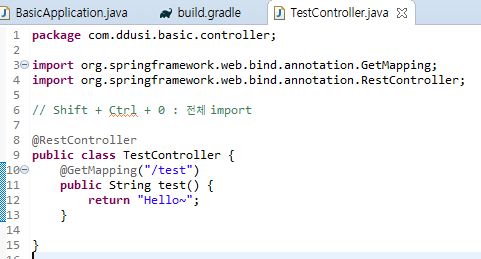 BasicApplication.java build.gradle TestController.java
1 package com.ddusi.basic.controller;
2
3 import org.springframework.web.bind.annotation.GetMapping;
4 import org.springframework.web.bind.annotation.RestController;
5
6 // Shift + Ctrl + 0 : 전체 import
7
8 @RestController
9 public class TestController {
10 @GetMapping("/test")
11 public String test() {
12 return "Hello~";
13 }
14
15 }
16